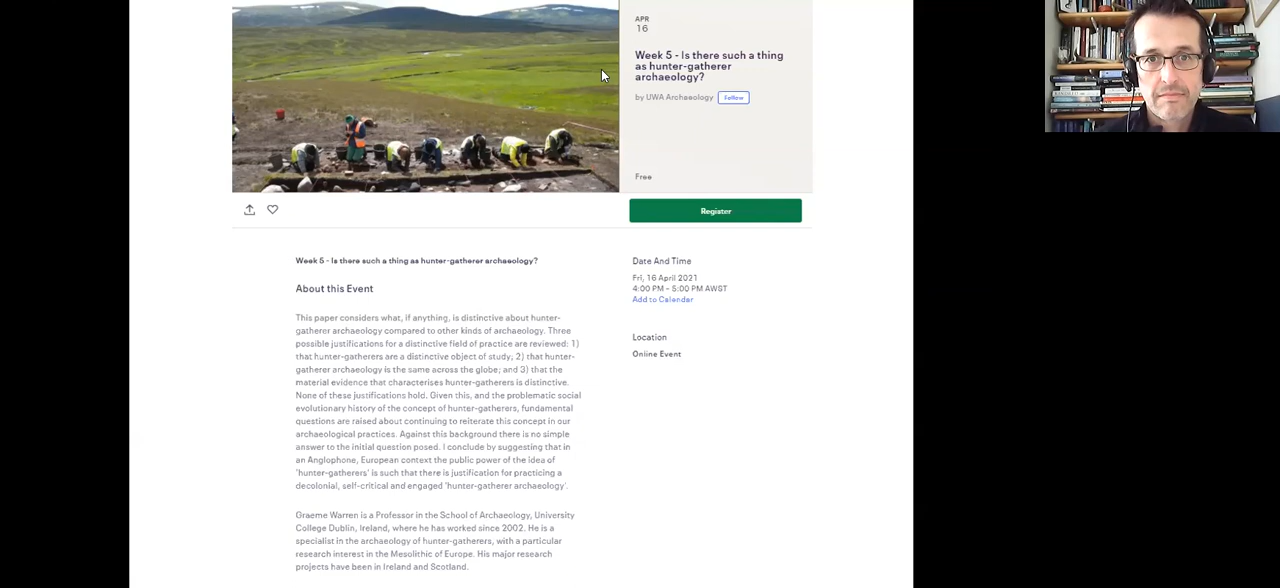 APR
16
Week 5 - Is there such a thing
as hunter-gatherer
archaeology?
by UWA Archaeology Follow
Free
Register
Week 5 - Is there such a thing as hunter-gatherer archaeology?
About this Event
This paper considers what, if anything, is distinctive about hunter-
gatherer archaeology compared to other kinds of archaeology. Three
possible justifications for a distinctive field of practice are reviewed: 1)
that hunter-gatherers are a distinctive object of study; 2) that hunter-
gatherer archaeology is the same across the globe; and 3) that the
material evidence that characterises hunter-gatherers is distinctive.
None of these justifications hold. Given this, and the problematic social
evolutionary history of the concept of hunter-gatherers, fundamental
questions are raised about continuing to reiterate this concept in our
archaeological practices. Against this background there is no simple
answer to the initial question posed. I conclude by suggesting that in
an Anglophone, European context the public power of the idea of
'hunter-gatherers' is such that there is justification for practicing a
decolonial, self-critical and engaged 'hunter-gatherer archaeology'.
Graeme Warren is a Professor in the School of Archaeology, University
College Dublin, Ireland, where he has worked since 2002. He is a
specialist in the archaeology of hunter-gatherers, with a particular
research interest in the Mesolithic of Europe. His major research
projects have been in Ireland and Scotland.
Date And Time
Fri, 16 April 2021
4:00 PM – 5:00 PM AWST
Add to Calendar
Location
Online Event